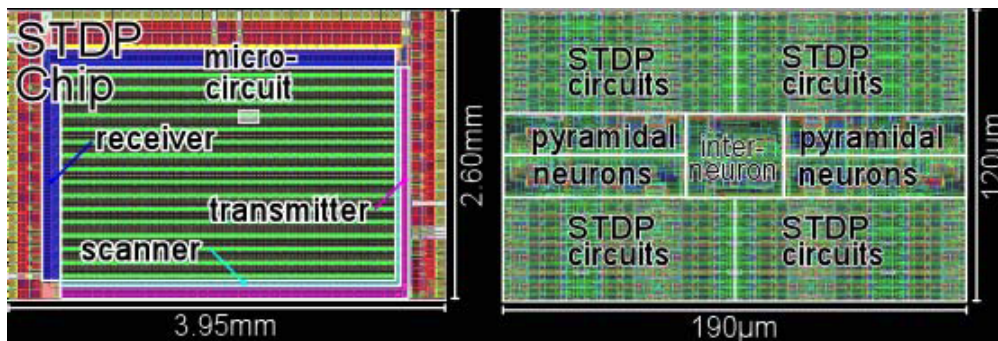 STDP
Chip
micro-
circuit
receiver
transmitter
scanner
2.60mm
3.95mm
STDP
circuits
STDP
circuits
pyramidal
neurons
inter-
neuron
pyramidal
neurons
STDP
circuits
STDP
circuits
120μm
190μm